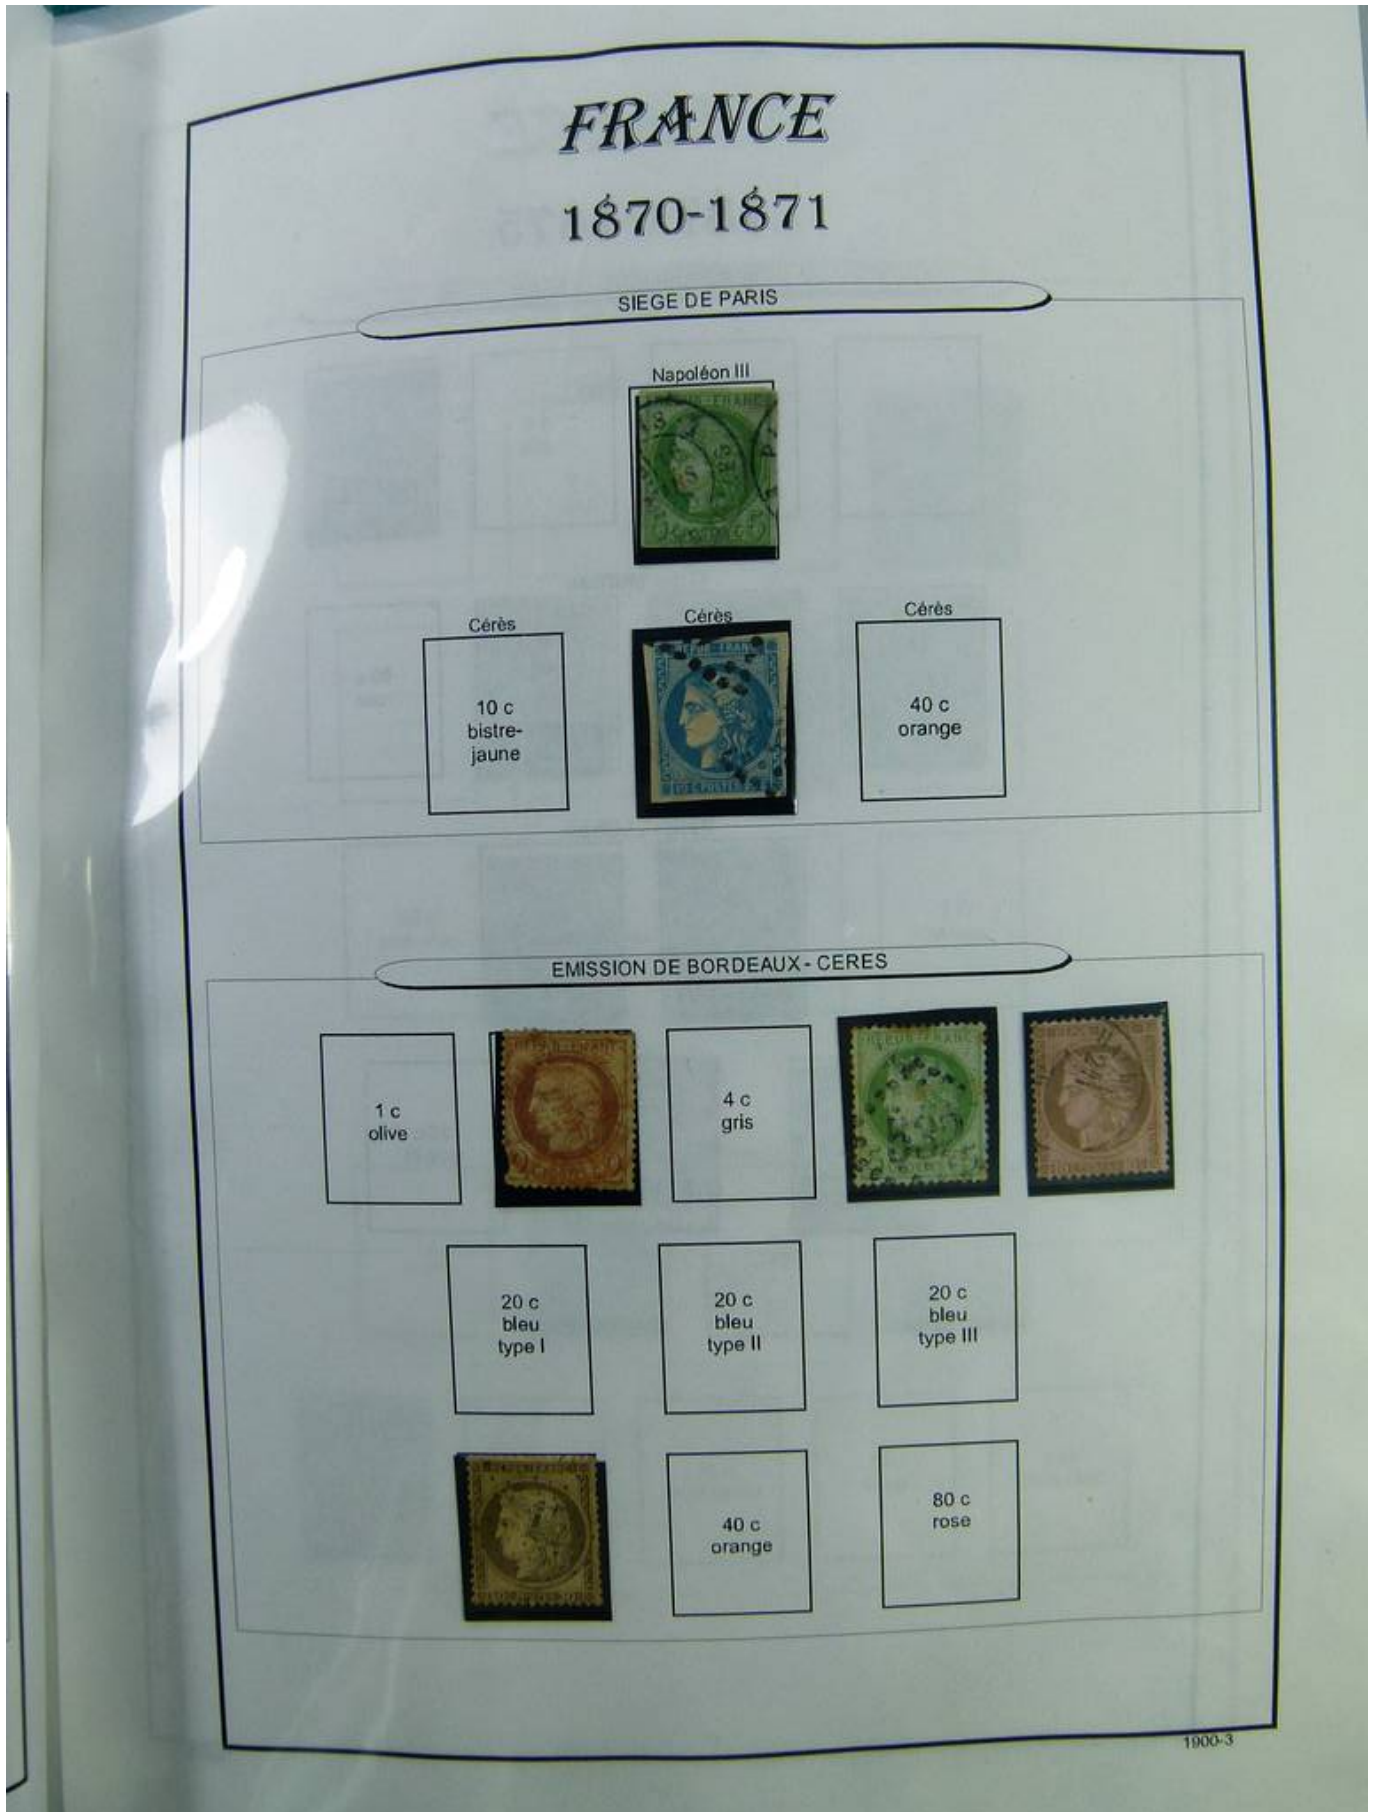 FRANCE
1870-1871
SIEGE DE PARIS
Napoléon III
Cérès
Cérès
Cérès
10 c
bistre-
jaune
40 c
orange
EMISSION DE BORDEAUX - CERES
1 c
olive
4 c
gris
20 c
bleu
type I
20 c
bleu
type II
20 c
bleu
type III
40 c
orange
80 c
rose
1900-3